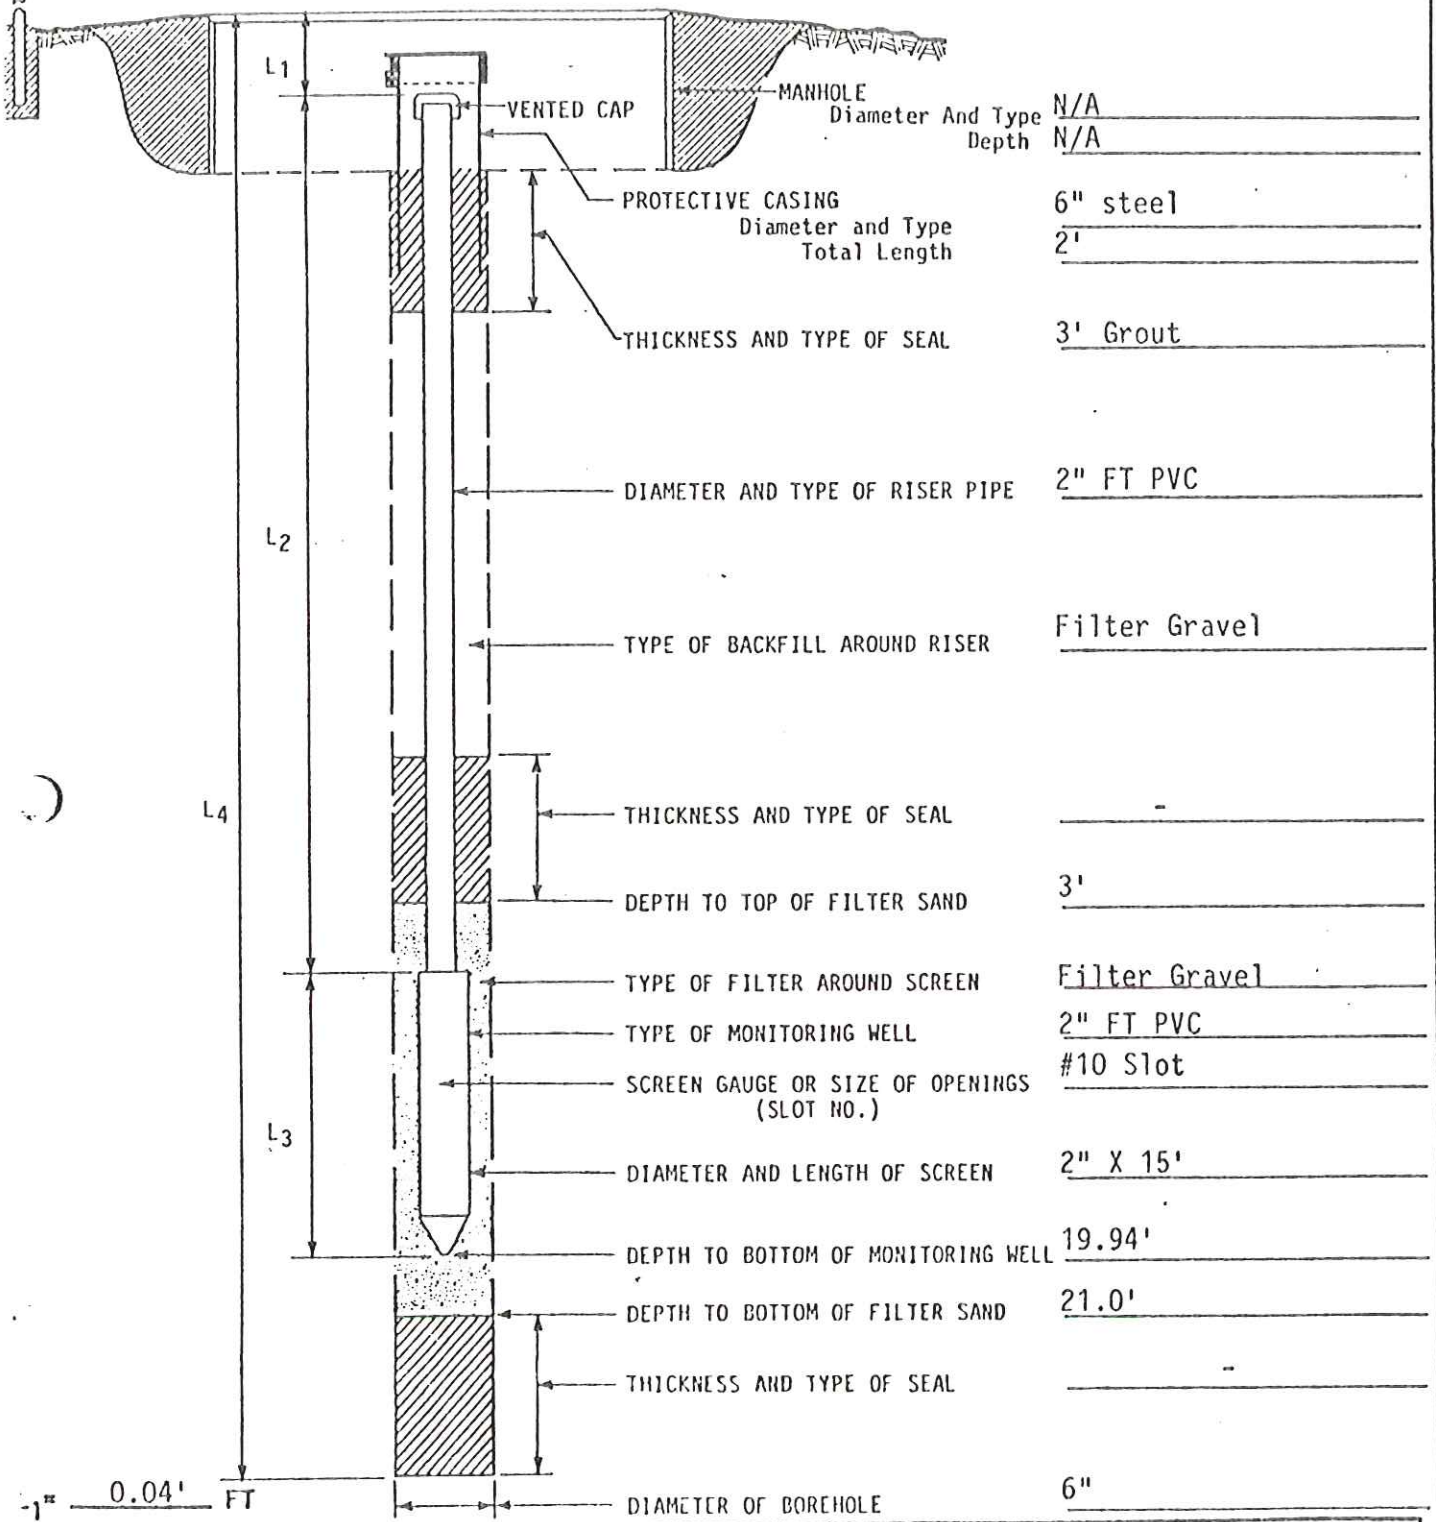 L1
VENTED CAP
MANHOLE
Diameter And Type N/A
Depth N/A
PROTECTIVE CASING
Diameter and Type 6" steel
Total Length 2'
THICKNESS AND TYPE OF SEAL 3' Grout
DIAMETER AND TYPE OF RISER PIPE 2" FT PVC
L2
TYPE OF BACKFILL AROUND RISER Filter Gravel
L4
THICKNESS AND TYPE OF SEAL -
DEPTH TO TOP OF FILTER SAND 3'
TYPE OF FILTER AROUND SCREEN Filter Gravel
TYPE OF MONITORING WELL 2" FT PVC
SCREEN GAUGE OR SIZE OF OPENINGS #10 Slot
(SLOT NO.)
L3
DIAMETER AND LENGTH OF SCREEN 2" X 15'
DEPTH TO BOTTOM OF MONITORING WELL 19.94'
DEPTH TO BOTTOM OF FILTER SAND 21.0'
THICKNESS AND TYPE OF SEAL -
0.04' FT
DIAMETER OF BOREHOLE 6"